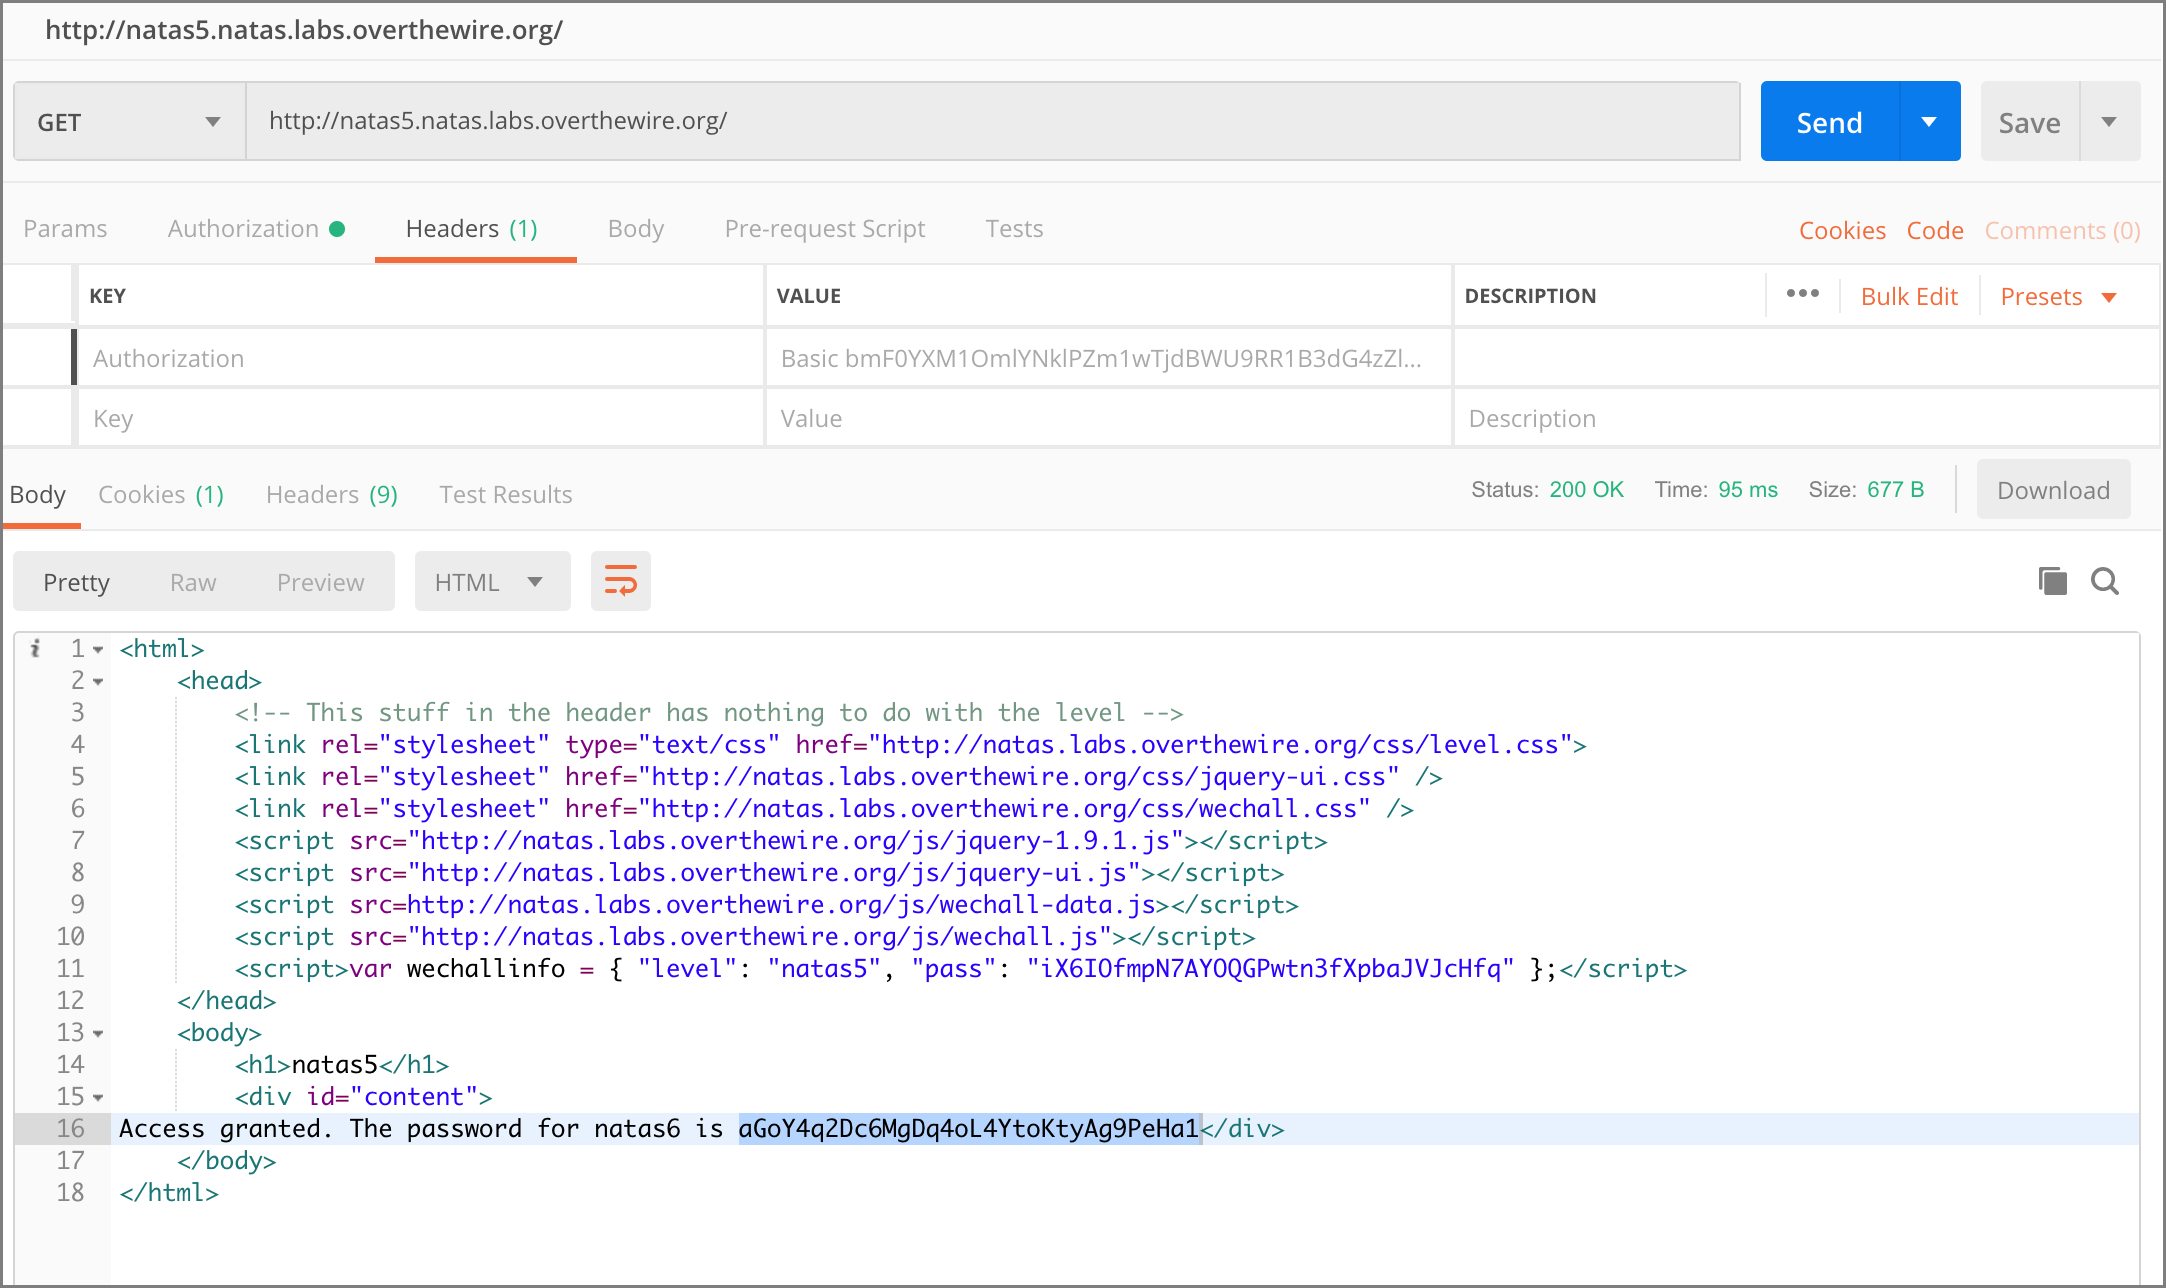 http://natas5.natas.labs.overthewire.org/
GET http://natas5.natas.labs.overthewire.org/ Send Save
Params Authorization Headers (1) Body Pre-request Script Tests Cookies Code Comments (0)
KEY VALUE DESCRIPTION ••• Bulk Edit Presets
Authorization Basic bmF0YXM1OmlYNklPZm1wTjdBWU9RR1B3dG4zZl...
Key Value Description
Body Cookies (1) Headers (9) Test Results Status: 200 OK Time: 95 ms Size: 677 B Download
Pretty Raw Preview HTML
i 1 <html>
2 <head>
3 <!-- This stuff in the header has nothing to do with the level -->
4 <link rel="stylesheet" type="text/css" href="http://natas.labs.overthewire.org/css/level.css">
5 <link rel="stylesheet" href="http://natas.labs.overthewire.org/css/jquery-ui.css" />
6 <link rel="stylesheet" href="http://natas.labs.overthewire.org/css/wechall.css" />
7 <script src="http://natas.labs.overthewire.org/js/jquery-1.9.1.js"></script>
8 <script src="http://natas.labs.overthewire.org/js/jquery-ui.js"></script>
9 <script src=http://natas.labs.overthewire.org/js/wechall-data.js></script>
10 <script src="http://natas.labs.overthewire.org/js/wechall.js"></script>
11 <script>var wechallinfo = { "level": "natas5", "pass": "iX6IOfmpN7AYOQGPwtn3fXpbaJVJcHfq" };</script>
12 </head>
13 <body>
14 <h1>natas5</h1>
15 <div id="content">
16 Access granted. The password for natas6 is aGoY4q2Dc6MgDq4oL4YtoKtyAg9PeHa1</div>
17 </body>
18 </html>